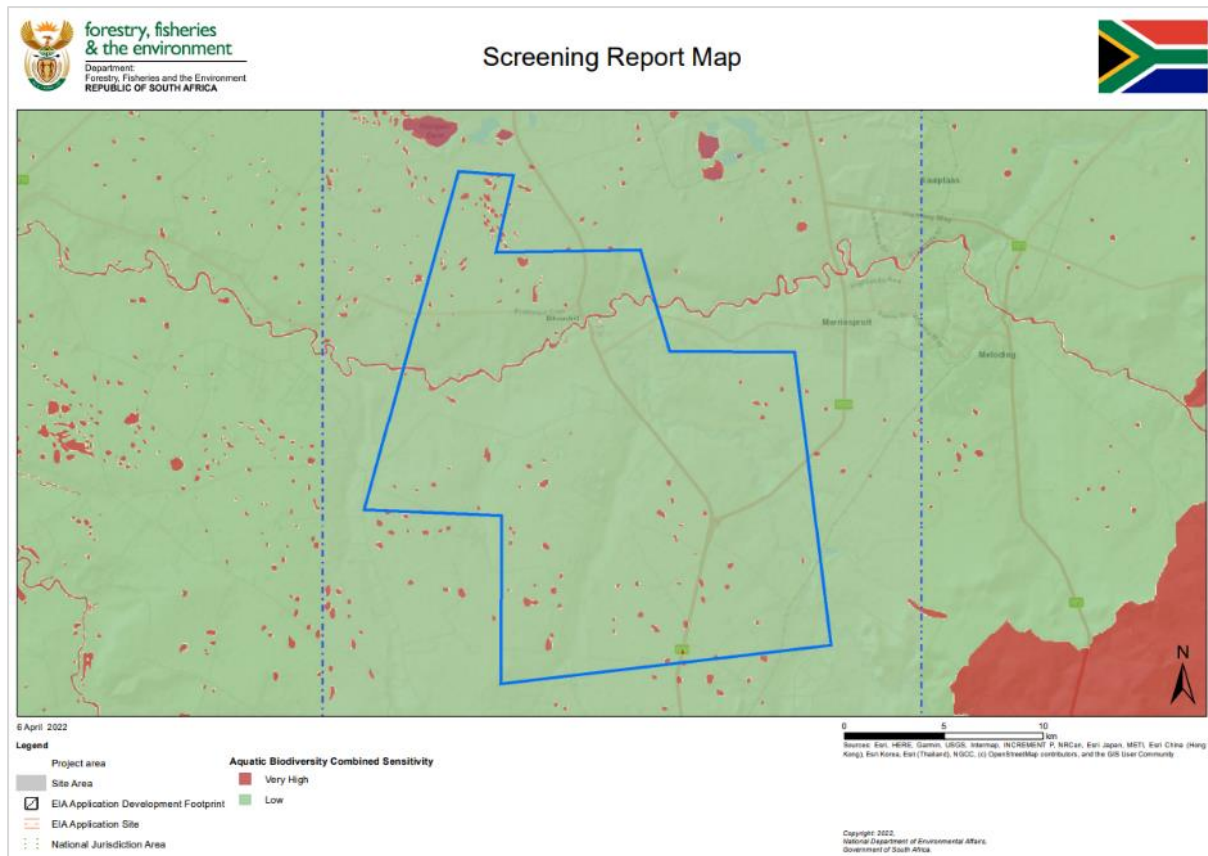 forestry, fisheries
& the environment
Department:
Forestry, Fisheries and the Environment
REPUBLIC OF SOUTH AFRICA
Screening Report Map
Kaaplaas
Meloding
N
6 April 2022
0 5 10
km
Legend
Project area
Site Area
EIA Application Development Footprint
EIA Application Site
National Jurisdiction Area
Aquatic Biodiversity Combined Sensitivity
Very High
Low
Sources: Esri, HERE, Garmin, USGS, Intermap, INCREMENT P, NRCan, Esri Japan, METI, Esri China (Hong
Kong), Esri Korea, Esri (Thailand), NGCC, (c) OpenStreetMap contributors, and the GIS User Community
Copyright: 2022,
National Department of Environmental Affairs,
Government of South Africa.